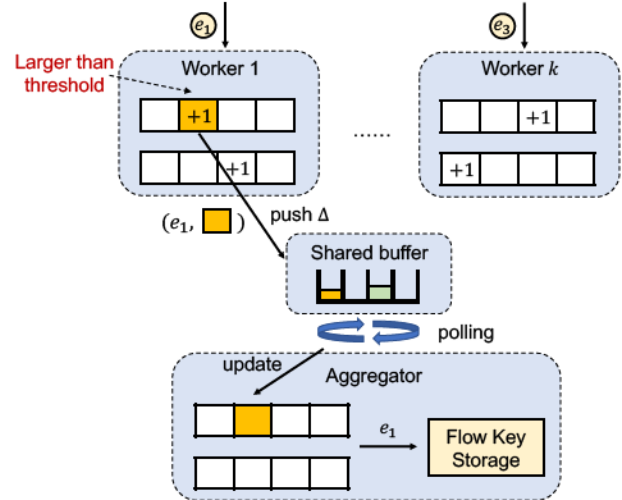 e₁
e₃
Larger than
threshold
Worker 1
Worker k
+1
+1
......
+1
+1
(e₁, )
push Δ
Shared buffer
polling
update
Aggregator
e₁
Flow Key
Storage